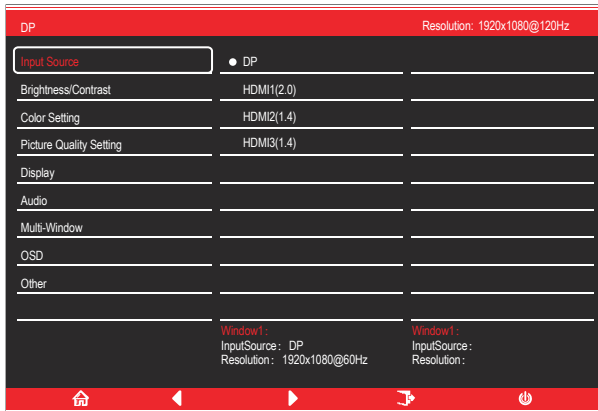 DP Resolution: 1920x1080@120Hz
Input Source DP
Brightness/Contrast HDMI1(2.0)
Color Setting HDMI2(1.4)
Picture Quality Setting HDMI3(1.4)
Display
Audio
Multi-Window
OSD
Other
Window1: Window1:
InputSource: DP InputSource:
Resolution: 1920x1080@60Hz Resolution: